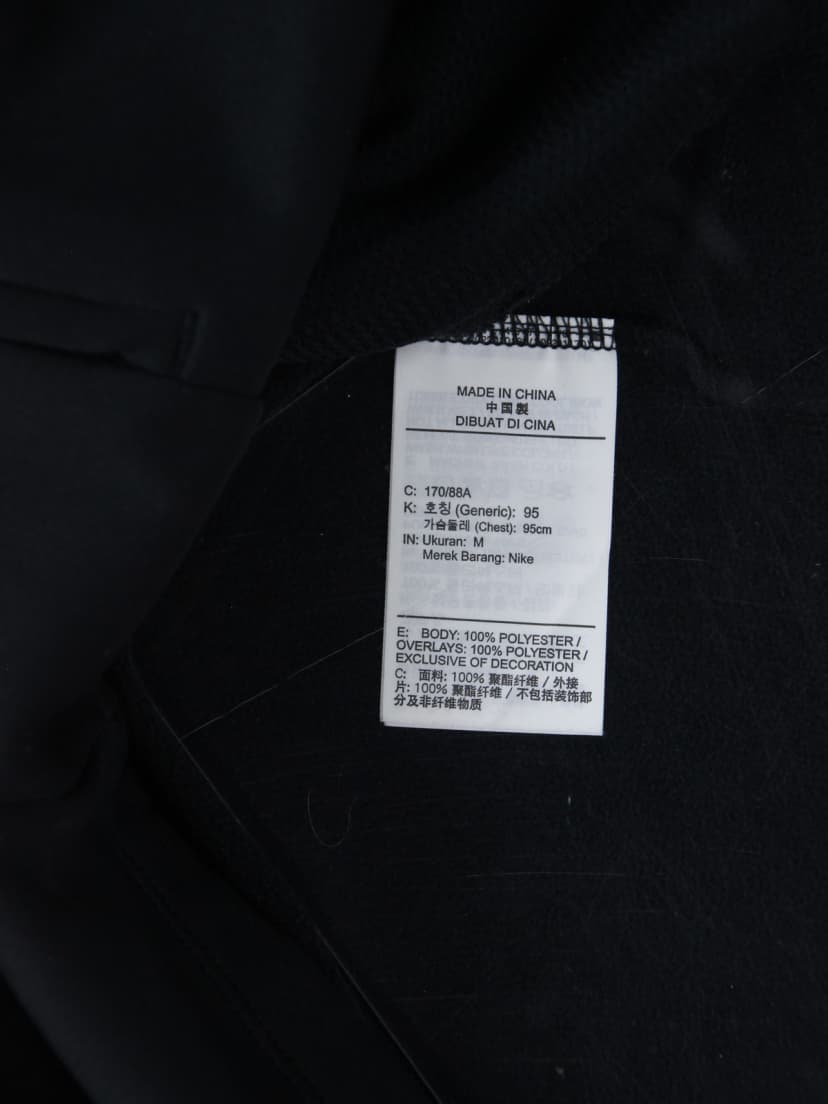 MADE IN CHINA
中国製
DIBUAT DI CINA
C: 170/88A
K: 호칭 (Generic): 95
가슴둘레 (Chest): 95cm
IN: Ukuran: M
Merek Barang: Nike
E: BODY: 100% POLYESTER /
OVERLAYS: 100% POLYESTER /
EXCLUSIVE OF DECORATION
C: 面料: 100% 聚酯纤维 / 外接
片: 100% 聚酯纤维 / 不包括装饰部
分及非纤维物质